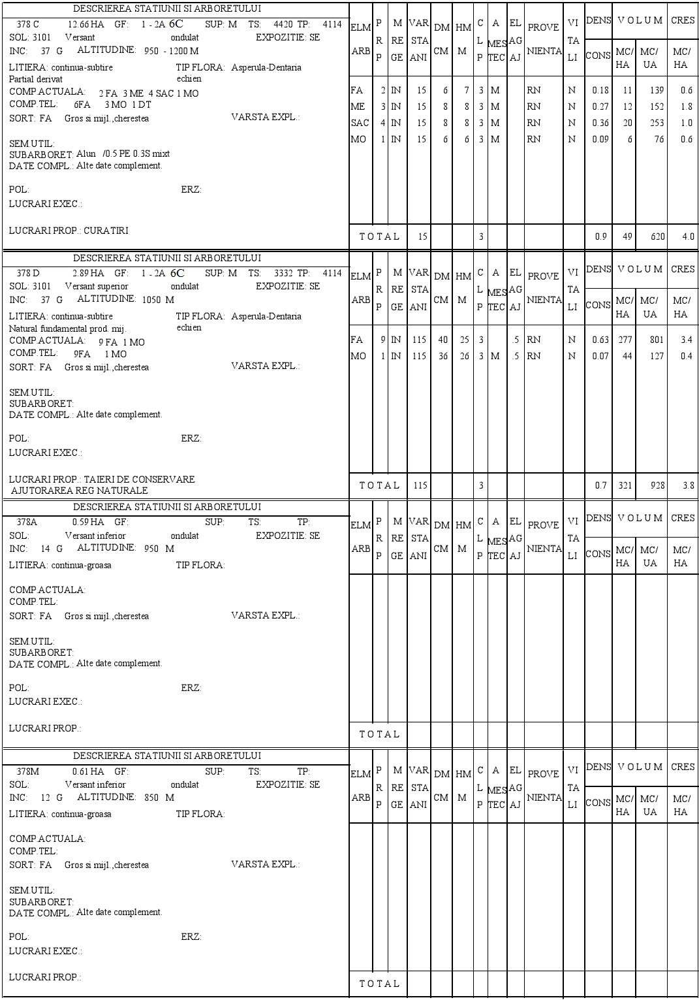 DESCRIEREA STATIUNII SI ARBORETULUI
378 C 12.66 HA GF: 1 - 2A 6C SUP: M TS: 4420 TP: 4114
SOL: 3101 Versant ondulat EXPOZITIE: SE
INC: 37 G ALTITUDINE: 950 - 1200 M
LITIERA: continua-subtire TIP FLORA: Asperula-Dentaria
Partial derivat echien
COMP.ACTUALA: 2 FA 3 ME 4 SAC 1 MO
COMP.TEL: 6FA 3 MO 1 DT
SORT: FA Gros si mijl.,cherestea VARSTA EXPL.:
SEM.UTIL:
SUBARBORET: Alun /0.5 PE 0.3S mixt
DATE COMPL.: Alte date complement.
POL: ERZ:
LUCRARI EXEC.:
LUCRARI PROP.: CURATIRI
ELM P M VAR DM HM C A EL PROVE VI DENS V O L U M CRES
R RE STA L MES AG TA
ARB P GE ANI CM M P TEC AJ NIENTA LI CONS MC/ MC/ MC/
HA UA HA
FA 2 IN 15 6 7 3 M RN N 0.18 11 139 0.6
ME 3 IN 15 8 8 3 M RN N 0.27 12 152 1.8
SAC 4 IN 15 8 8 3 M RN N 0.36 20 253 1.0
MO 1 IN 15 6 6 3 M RN N 0.09 6 76 0.6
T O T A L 15 3 0.9 49 620 4.0
DESCRIEREA STATIUNII SI ARBORETULUI
378 D 2.89 HA GF: 1 - 2A 6C SUP: M TS: 3332 TP: 4114
SOL: 3101 Versant superior ondulat EXPOZITIE: SE
INC: 37 G ALTITUDINE: 1050 M
LITIERA: continua-subtire TIP FLORA: Asperula-Dentaria
Natural fundamental prod. mij. echien
COMP.ACTUALA: 9 FA 1 MO
COMP.TEL: 9FA 1 MO
SORT: FA Gros si mijl.,cherestea VARSTA EXPL.:
SEM.UTIL:
SUBARBORET:
DATE COMPL.: Alte date complement.
POL: ERZ:
LUCRARI EXEC.:
LUCRARI PROP.: TAIERI DE CONSERVARE
AJUTORAREA REG NATURALE
ELM P M VAR DM HM C A EL PROVE VI DENS V O L U M CRES
R RE STA L MES AG TA
ARB P GE ANI CM M P TEC AJ NIENTA LI CONS MC/ MC/ MC/
HA UA HA
FA 9 IN 115 40 25 3 .5 RN N 0.63 277 801 3.4
MO 1 IN 115 36 26 3 M .5 RN N 0.07 44 127 0.4
T O T A L 115 3 0.7 321 928 3.8
DESCRIEREA STATIUNII SI ARBORETULUI
378A 0.59 HA GF: SUP: TS: TP:
SOL: Versant inferior ondulat EXPOZITIE: SE
INC: 14 G ALTITUDINE: 950 M
LITIERA: continua-groasa TIP FLORA:
COMP.ACTUALA:
COMP.TEL:
SORT: FA Gros si mijl.,cherestea VARSTA EXPL.:
SEM.UTIL:
SUBARBORET:
DATE COMPL.: Alte date complement.
POL: ERZ:
LUCRARI EXEC.:
LUCRARI PROP.:
ELM P M VAR DM HM C A EL PROVE VI DENS V O L U M CRES
R RE STA L MES AG TA
ARB P GE ANI CM M P TEC AJ NIENTA LI CONS MC/ MC/ MC/
HA UA HA
T O T A L
DESCRIEREA STATIUNII SI ARBORETULUI
378M 0.61 HA GF: SUP: TS: TP:
SOL: Versant inferior ondulat EXPOZITIE: SE
INC: 12 G ALTITUDINE: 850 M
LITIERA: continua-groasa TIP FLORA:
COMP.ACTUALA:
COMP.TEL:
SORT: FA Gros si mijl.,cherestea VARSTA EXPL.:
SEM.UTIL:
SUBARBORET:
DATE COMPL.: Alte date complement.
POL: ERZ:
LUCRARI EXEC.:
LUCRARI PROP.:
ELM P M VAR DM HM C A EL PROVE VI DENS V O L U M CRES
R RE STA L MES AG TA
ARB P GE ANI CM M P TEC AJ NIENTA LI CONS MC/ MC/ MC/
HA UA HA
T O T A L